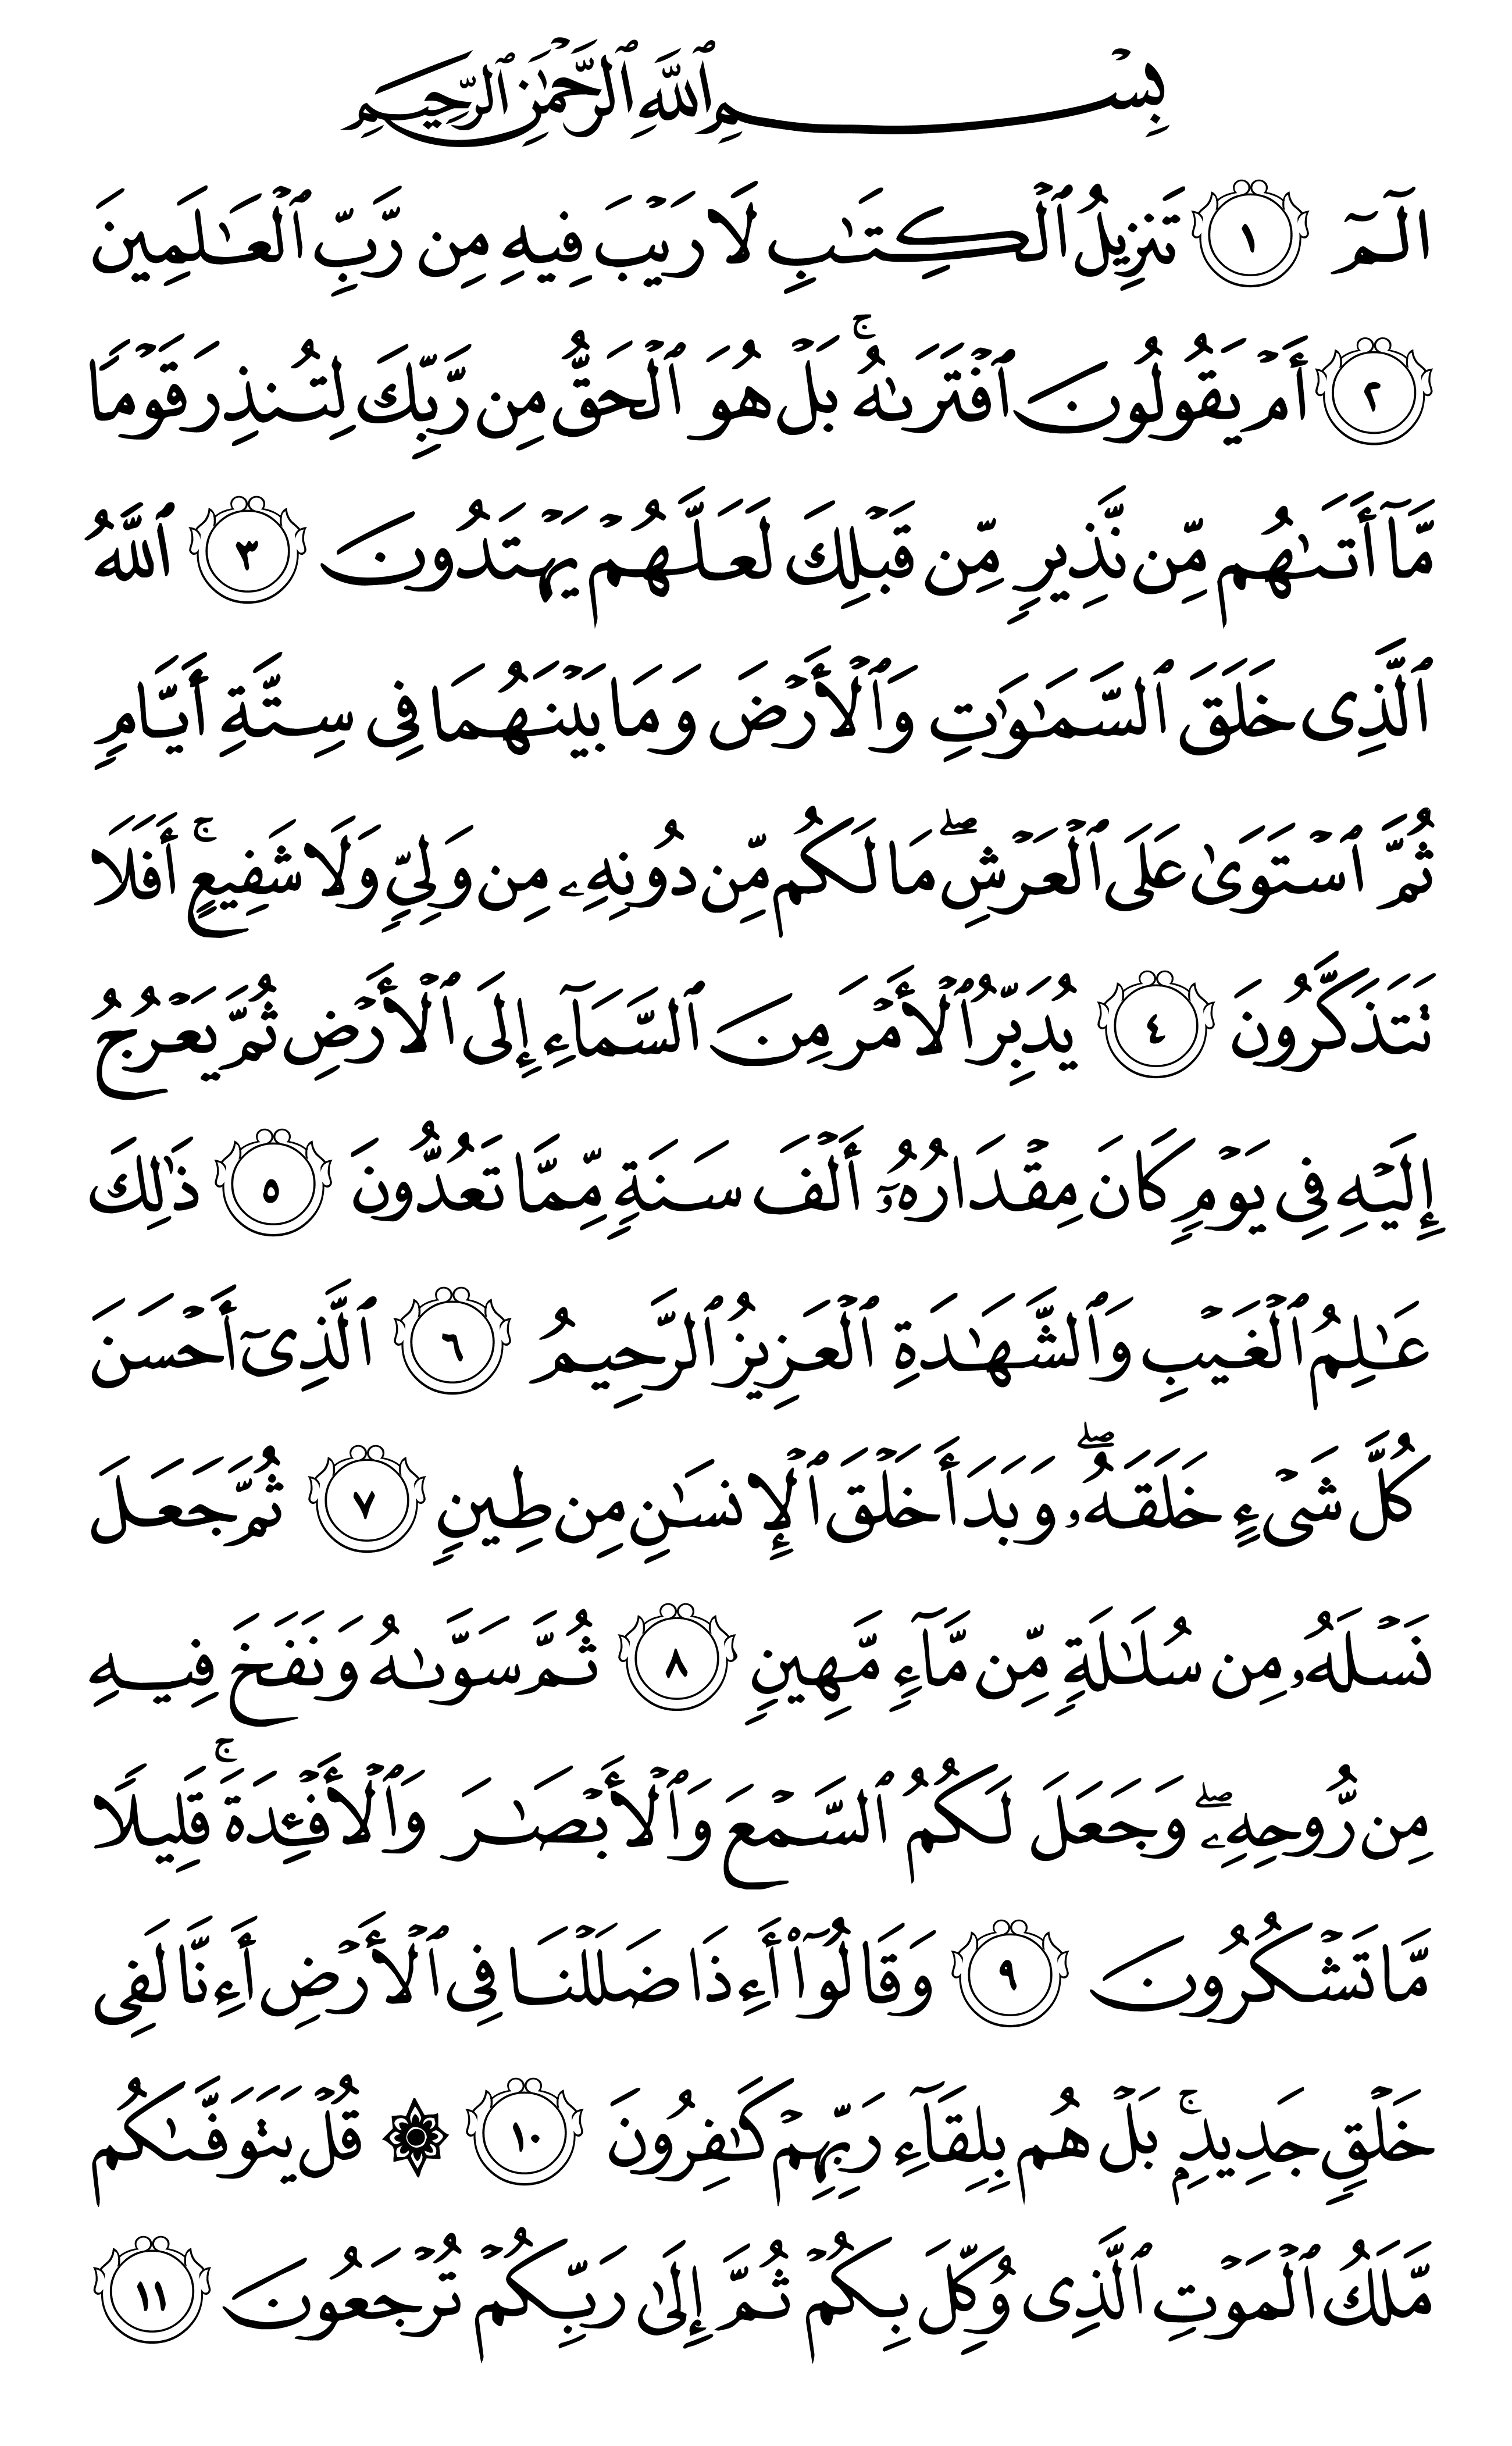 بِسۡمِ ٱللَّهِ ٱلرَّحۡمَٰنِ ٱلرَّحِيمِ
الٓمٓ ١ تَنزِيلُ ٱلۡكِتَٰبِ لَا رَيۡبَ فِيهِ مِن رَّبِّ ٱلۡعَٰلَمِينَ
٢ أَمۡ يَقُولُونَ ٱفۡتَرَىٰهُۚ بَلۡ هُوَ ٱلۡحَقُّ مِن رَّبِّكَ لِتُنذِرَ قَوۡمٗا
مَّآ أَتَىٰهُم مِّن نَّذِيرٖ مِّن قَبۡلِكَ لَعَلَّهُمۡ يَهۡتَدُونَ ٣ ٱللَّهُ
ٱلَّذِي خَلَقَ ٱلسَّمَٰوَٰتِ وَٱلۡأَرۡضَ وَمَا بَيۡنَهُمَا فِي سِتَّةِ أَيَّامٖ
ثُمَّ ٱسۡتَوَىٰ عَلَى ٱلۡعَرۡشِۖ مَا لَكُم مِّن دُونِهِۦ مِن وَلِيّٖ وَلَا شَفِيعٍۚ أَفَلَا
تَتَذَكَّرُونَ ٤ يُدَبِّرُ ٱلۡأَمۡرَ مِنَ ٱلسَّمَآءِ إِلَى ٱلۡأَرۡضِ ثُمَّ يَعۡرُجُ
إِلَيۡهِ فِي يَوۡمٖ كَانَ مِقۡدَارُهُۥٓ أَلۡفَ سَنَةٖ مِّمَّا تَعُدُّونَ ٥ ذَٰلِكَ
عَٰلِمُ ٱلۡغَيۡبِ وَٱلشَّهَٰدَةِ ٱلۡعَزِيزُ ٱلرَّحِيمُ ٦ ٱلَّذِيٓ أَحۡسَنَ
كُلَّ شَيۡءٍ خَلَقَهُۥۖ وَبَدَأَ خَلۡقَ ٱلۡإِنسَٰنِ مِن طِينٖ ٧ ثُمَّ جَعَلَ
نَسۡلَهُۥ مِن سُلَٰلَةٖ مِّن مَّآءٖ مَّهِينٖ ٨ ثُمَّ سَوَّىٰهُ وَنَفَخَ فِيهِ
مِن رُّوحِهِۦۖ وَجَعَلَ لَكُمُ ٱلسَّمۡعَ وَٱلۡأَبۡصَٰرَ وَٱلۡأَفۡـِٔدَةَۚ قَلِيلٗا
مَّا تَشۡكُرُونَ ٩ وَقَالُوٓاْ أَءِذَا ضَلَلۡنَا فِي ٱلۡأَرۡضِ أَءِنَّا لَفِي
خَلۡقٖ جَدِيدِۭۚ بَلۡ هُم بِلِقَآءِ رَبِّهِمۡ كَٰفِرُونَ ١٠ ۞ قُلۡ يَتَوَفَّىٰكُم
مَّلَكُ ٱلۡمَوۡتِ ٱلَّذِي وُكِّلَ بِكُمۡ ثُمَّ إِلَىٰ رَبِّكُمۡ تُرۡجَعُونَ ١١